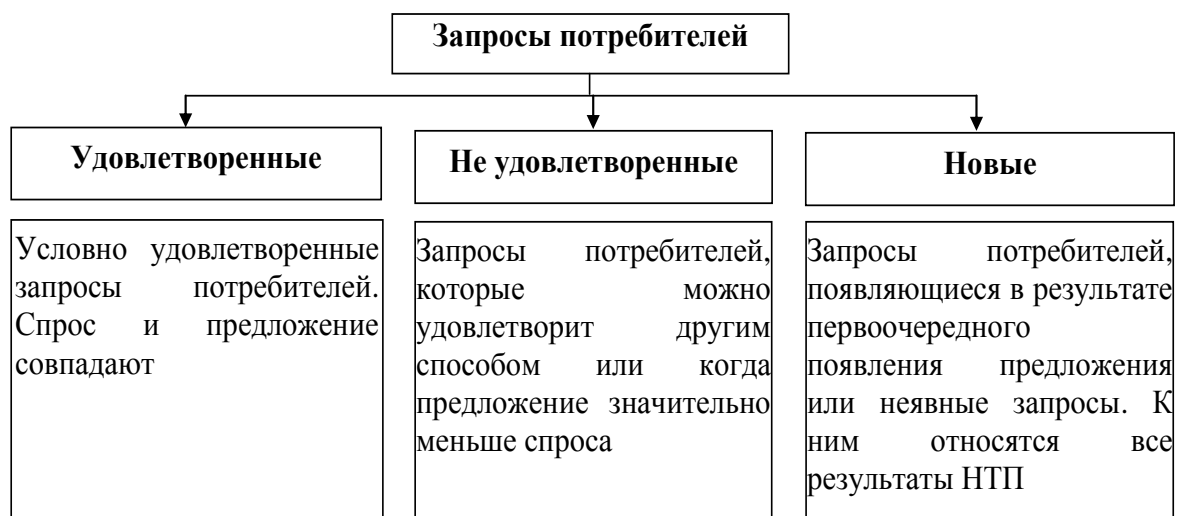 Запросы потребителей
Удовлетворенные
Не удовлетворенные
Новые
Условно удовлетворенные
запросы потребителей.
Спрос и предложение
совпадают
Запросы потребителей,
которые можно
удовлетворит другим
способом или когда
предложение значительно
меньше спроса
Запросы потребителей,
появляющиеся в результате
первоочередного
появления предложения
или неявные запросы. К
ним относятся все
результаты НТП